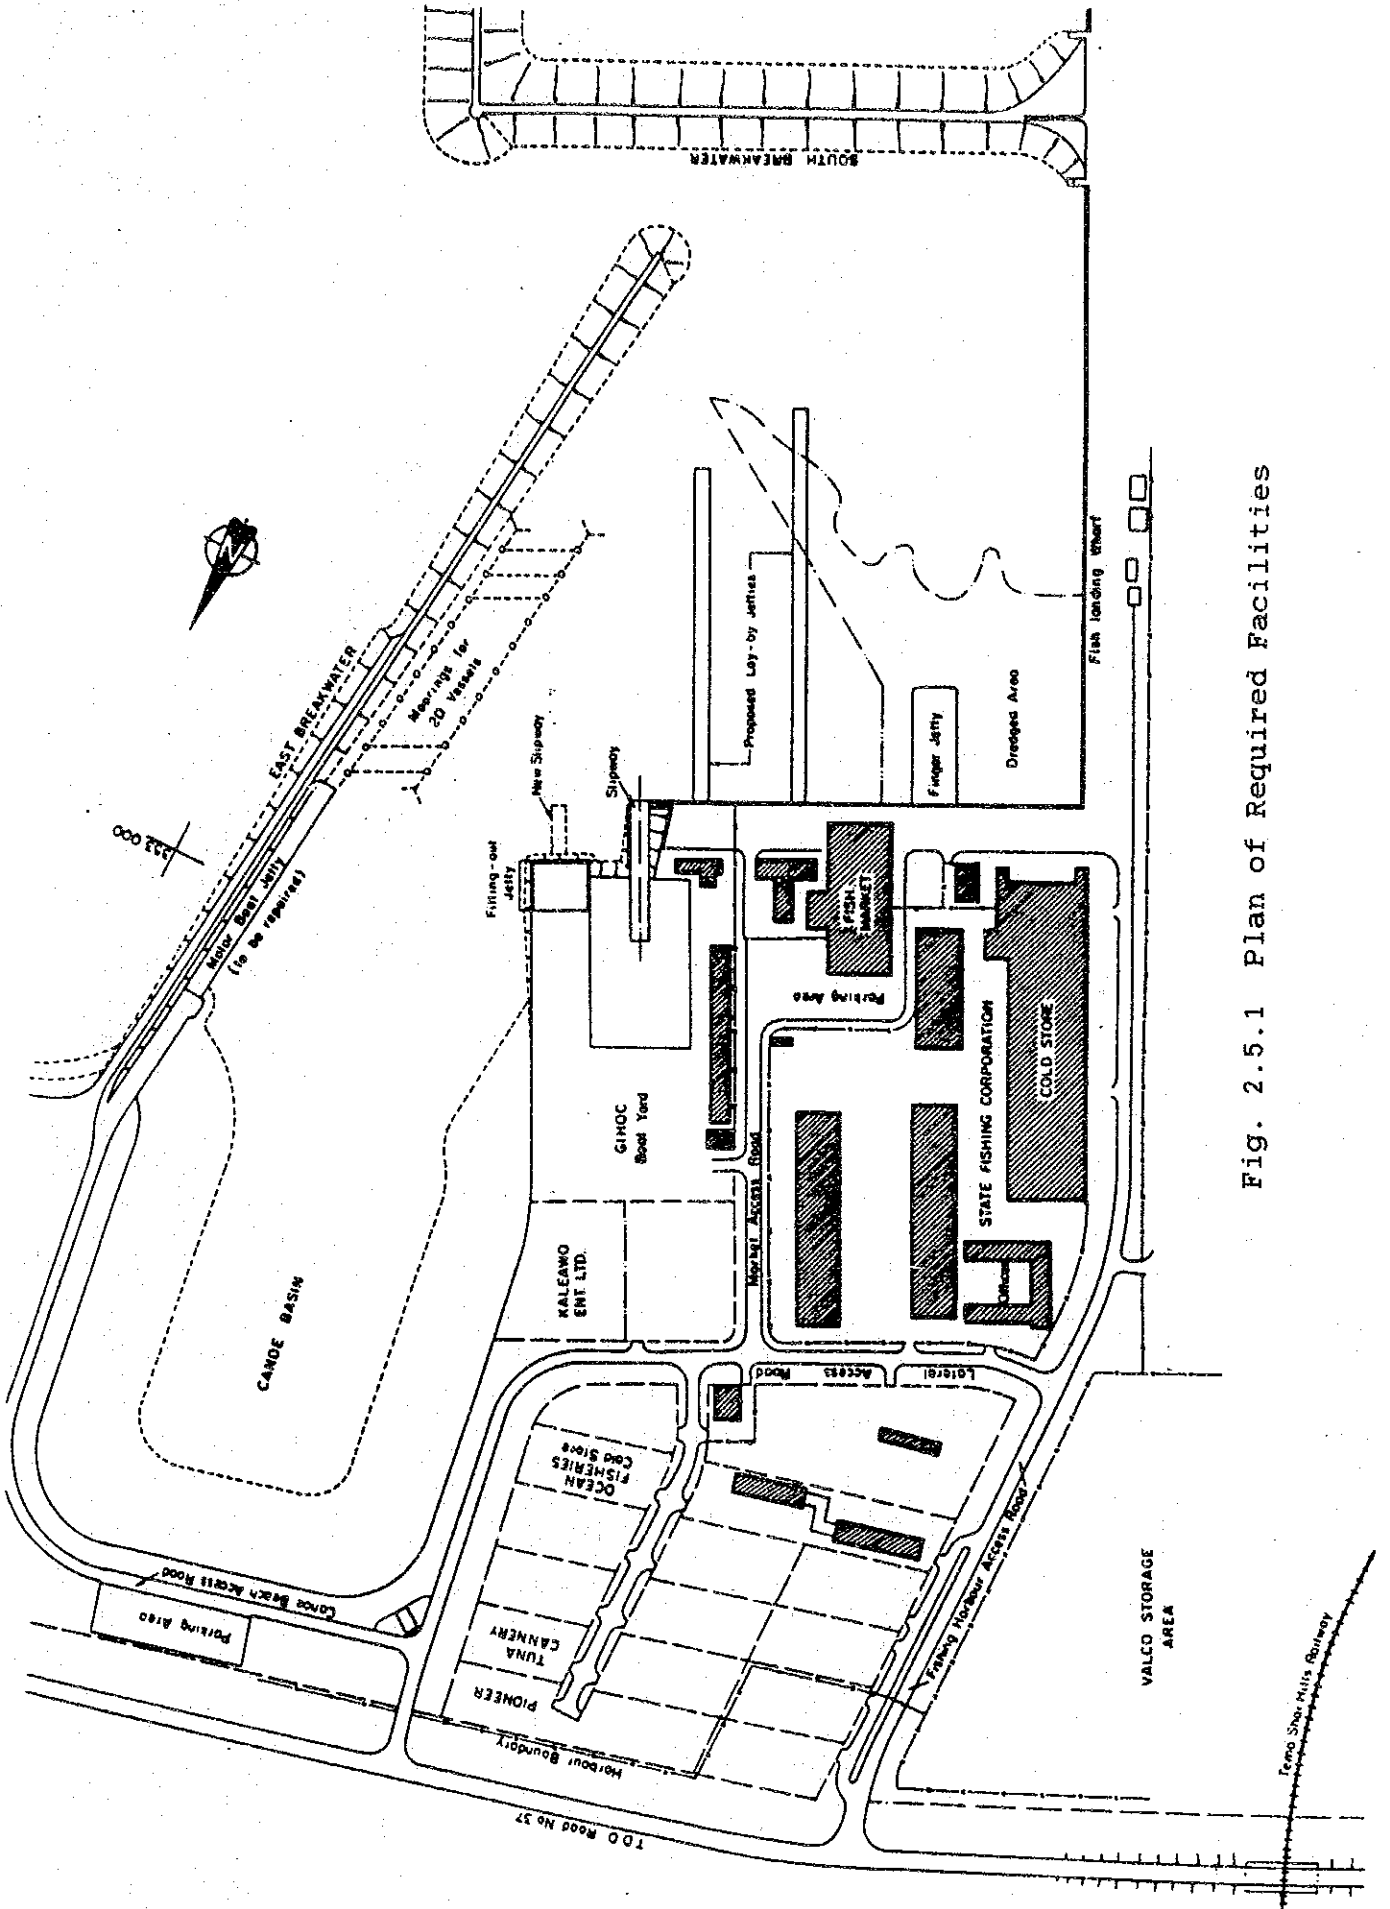 SOUTH BREAKWATER
N
EAST BREAKWATER
Moorings for
20 Vessels
352 000
Motor Boat Jetty
(to be repaired)
New Slipway
Slipway
Fitting-out
Jetty
Proposed Lay-by Jetties
Finger Jetty
Dredged Area
Fish landing Wharf
FISH
MARKET
Parking Area
GIHOC
Boat Yard
KALEAWO
ENT. LTD.
Market Access Road
STATE FISHING CORPORATION
COLD STORE
Offices
CANOE BASIN
Lateral Access Road
OCEAN
FISHERIES
Cold Store
TUNA
CANNERY
PIONEER
Canoe Beach Access Road
Parking Area
Harbour Boundary
T D C Road No 37
Fishing Harbour Access Road
VALCO STORAGE
AREA
Railway
Fig. 2.5.1 Plan of Required Facilities